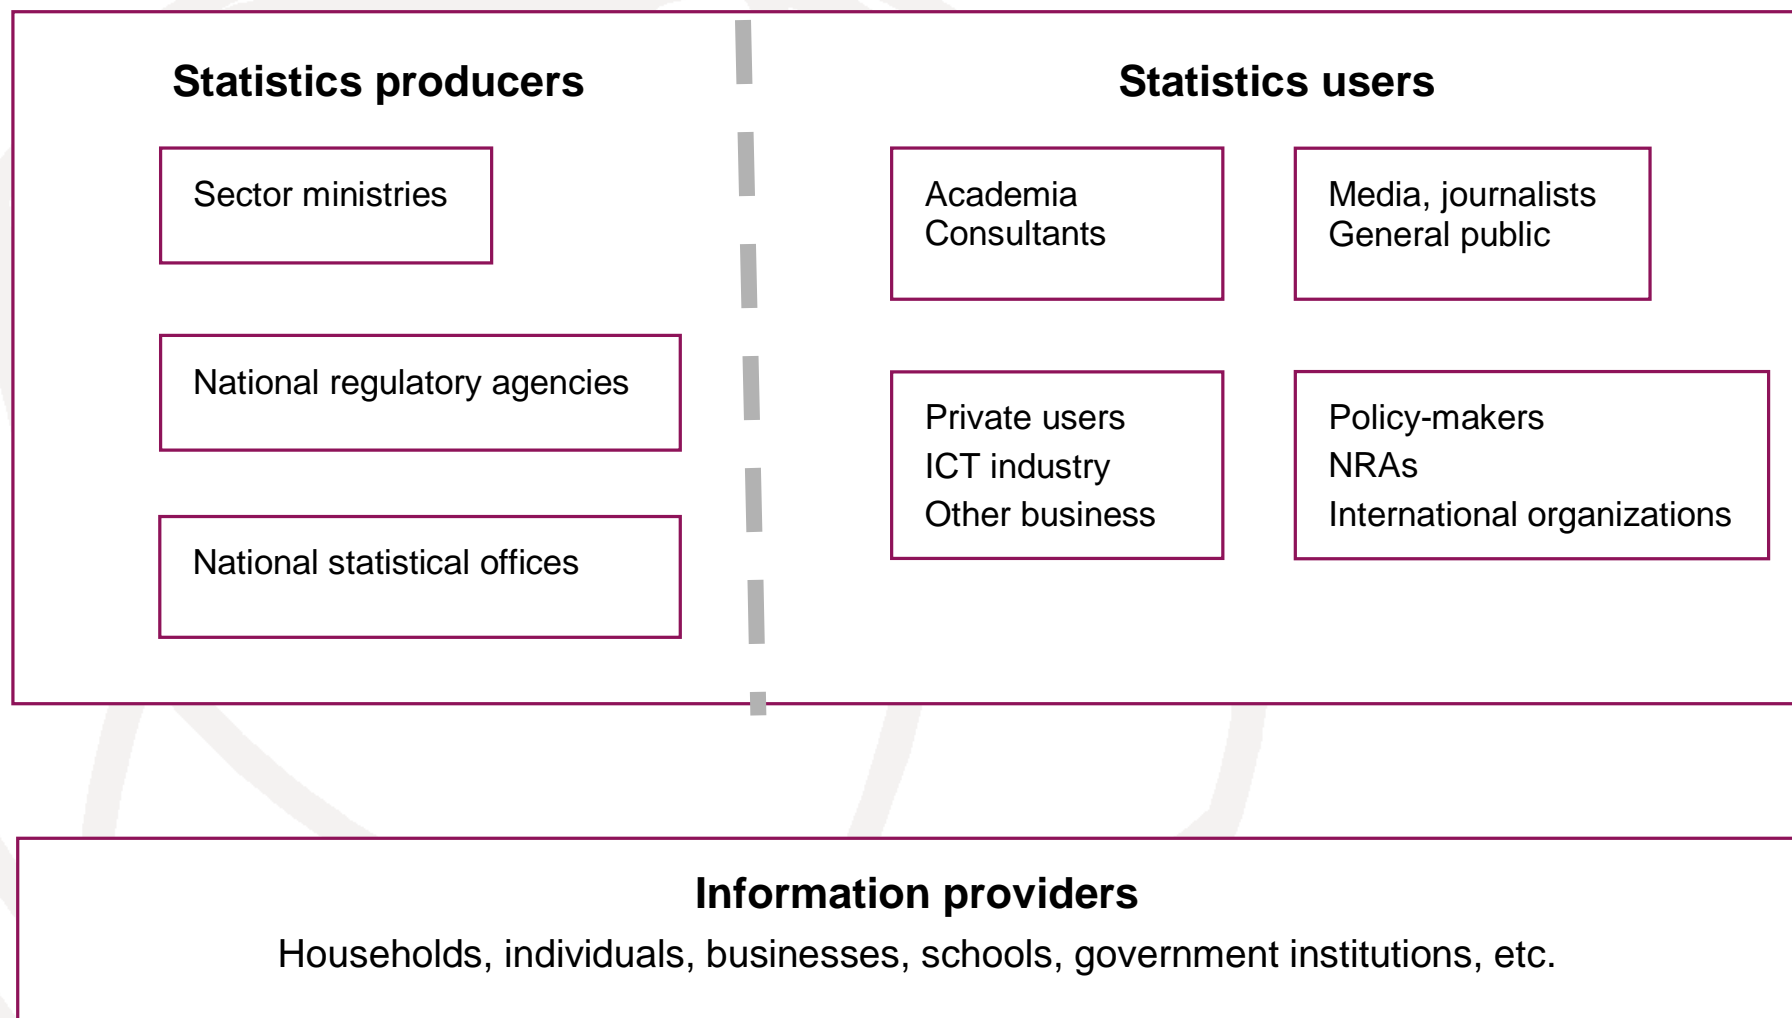 Statistics producers
Sector ministries
National regulatory agencies
National statistical offices
Statistics users
Academia
Consultants
Media, journalists
General public
Private users
ICT industry
Other business
Policy-makers
NRAs
International organizations
Information providers
Households, individuals, businesses, schools, government institutions, etc.